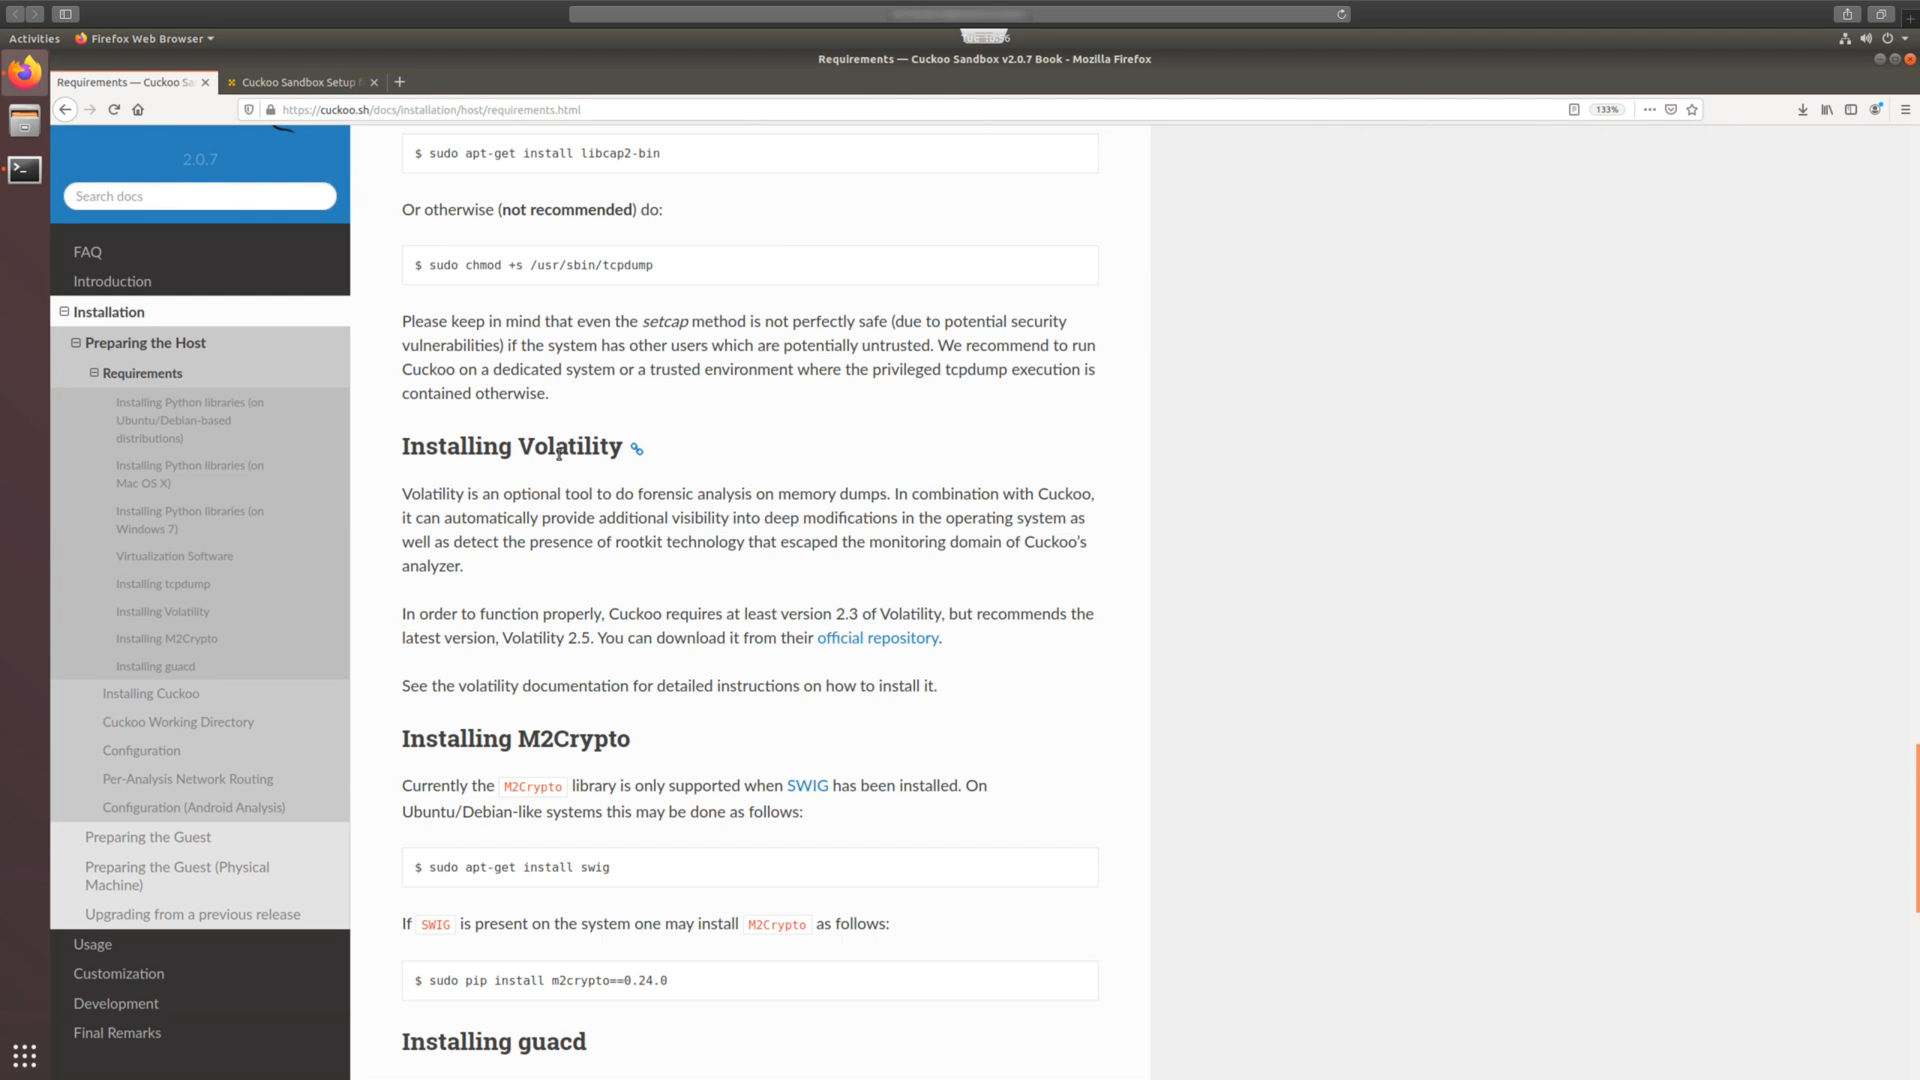 Activities
Firefox Web Browser
Requirements — Cuckoo Sandbox v2.0.7 Book - Mozilla Firefox
Requirements — Cuckoo Sa
Cuckoo Sandbox Setup f
https://cuckoo.sh/docs/installation/host/requirements.html
133%
2.0.7
Search docs
FAQ
Introduction
Installation
Preparing the Host
Requirements
Installing Python libraries (on
Ubuntu/Debian-based
distributions)
Installing Python libraries (on
Mac OS X)
Installing Python libraries (on
Windows 7)
Virtualization Software
Installing tcpdump
Installing Volatility
Installing M2Crypto
Installing guacd
Installing Cuckoo
Cuckoo Working Directory
Configuration
Per-Analysis Network Routing
Configuration (Android Analysis)
Preparing the Guest
Preparing the Guest (Physical
Machine)
Upgrading from a previous release
Usage
Customization
Development
Final Remarks
$ sudo apt-get install libcap2-bin
Or otherwise (not recommended) do:
$ sudo chmod +s /usr/sbin/tcpdump
Please keep in mind that even the setcap method is not perfectly safe (due to potential security
vulnerabilities) if the system has other users which are potentially untrusted. We recommend to run
Cuckoo on a dedicated system or a trusted environment where the privileged tcpdump execution is
contained otherwise.
Installing Volatility
Volatility is an optional tool to do forensic analysis on memory dumps. In combination with Cuckoo,
it can automatically provide additional visibility into deep modifications in the operating system as
well as detect the presence of rootkit technology that escaped the monitoring domain of Cuckoo’s
analyzer.
In order to function properly, Cuckoo requires at least version 2.3 of Volatility, but recommends the
latest version, Volatility 2.5. You can download it from their official repository.
See the volatility documentation for detailed instructions on how to install it.
Installing M2Crypto
Currently the M2Crypto library is only supported when SWIG has been installed. On
Ubuntu/Debian-like systems this may be done as follows:
$ sudo apt-get install swig
If SWIG is present on the system one may install M2Crypto as follows:
$ sudo pip install m2crypto==0.24.0
Installing guacd